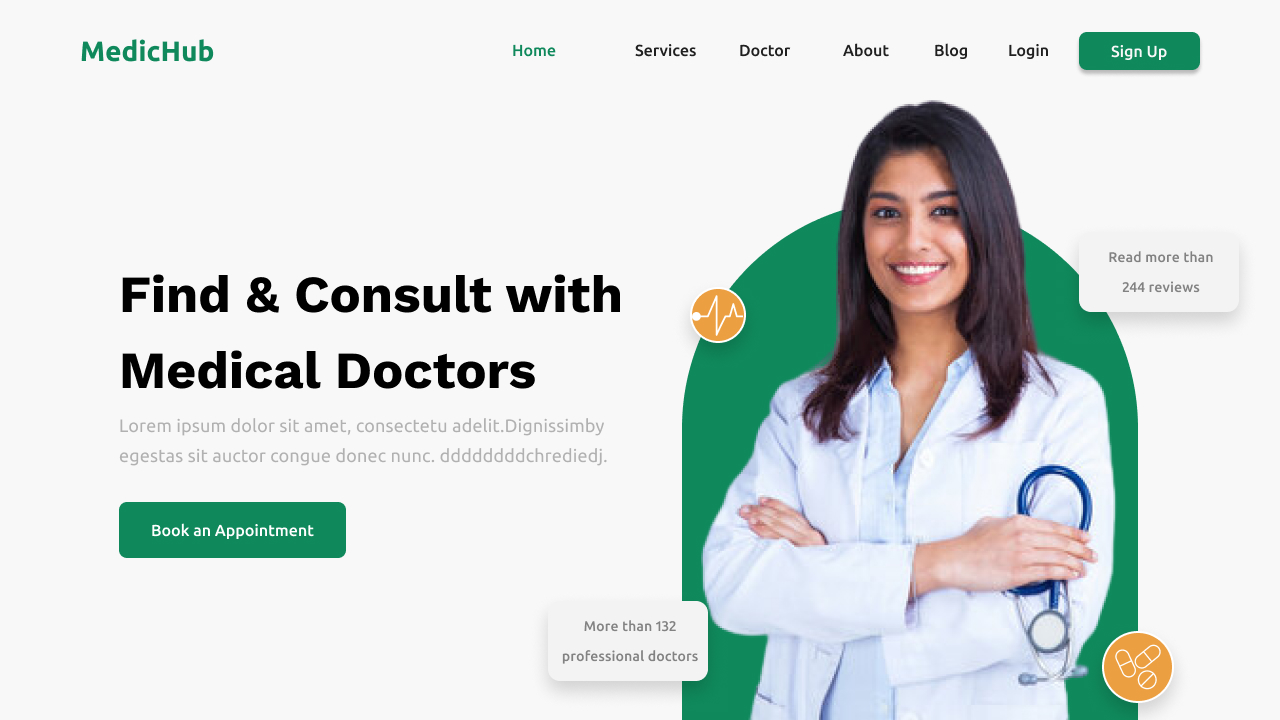 MedicHub
Home Services Doctor About Blog Login Sign Up
Find & Consult with
Medical Doctors
Lorem ipsum dolor sit amet, consectetu adelit.Dignissimby
egestas sit auctor congue donec nunc. ddddddddchrediedj.
Book an Appointment
Read more than
244 reviews
More than 132
professional doctors